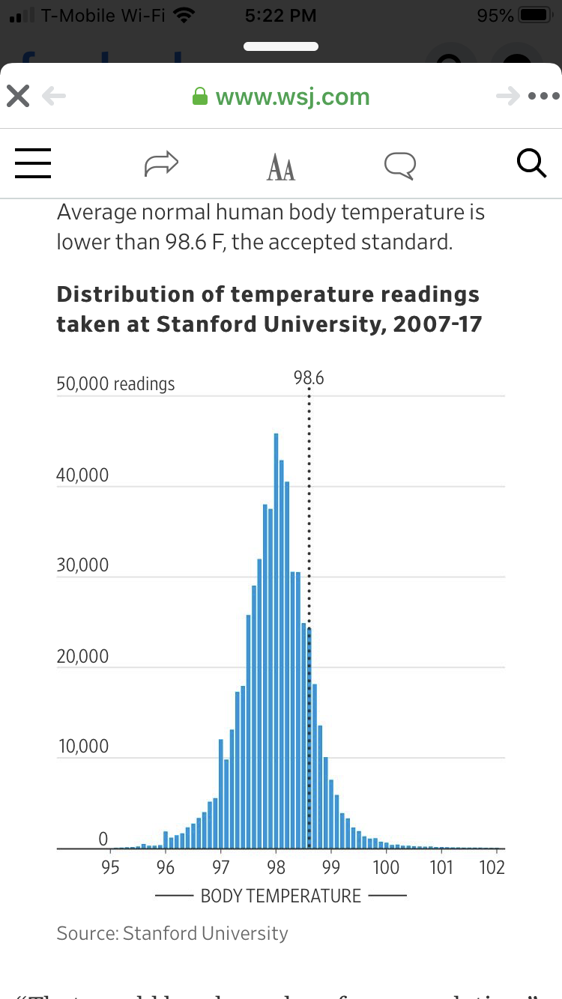 T-Mobile Wi-Fi 5:22 PM 95%
www.wsj.com
AA
Average normal human body temperature is
lower than 98.6 F, the accepted standard.
Distribution of temperature readings
taken at Stanford University, 2007-17
98.6
50,000 readings
40,000
30,000
20,000
10,000
0
95 96 97 98 99 100 101 102
BODY TEMPERATURE
Source: Stanford University